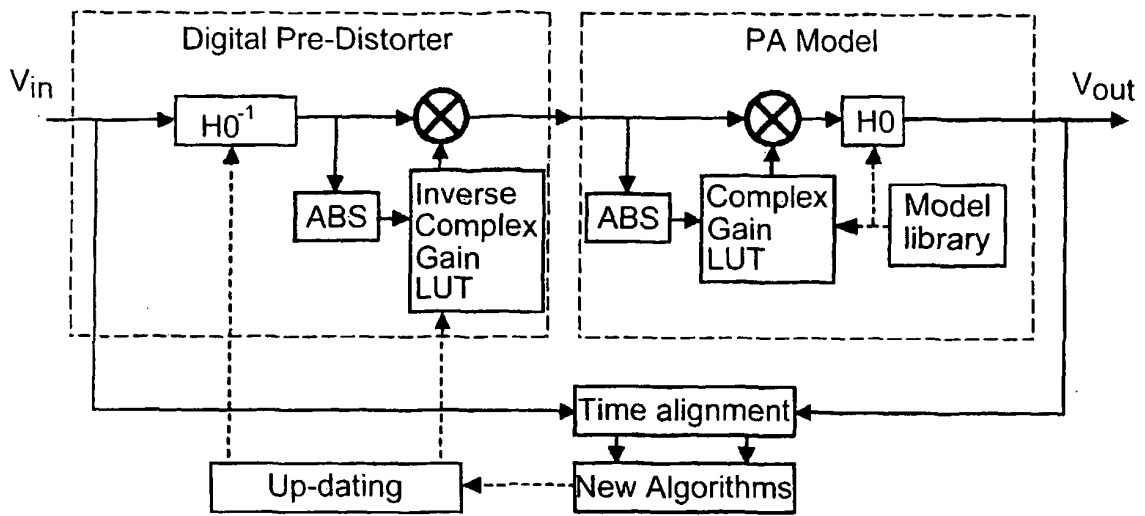 Digital Pre-Distorter
PA Model
Vin
Vout
H0-1
H0
ABS
Inverse
Complex
Gain
LUT
ABS
Complex
Gain
LUT
Model
library
Time alignment
Up-dating
New Algorithms